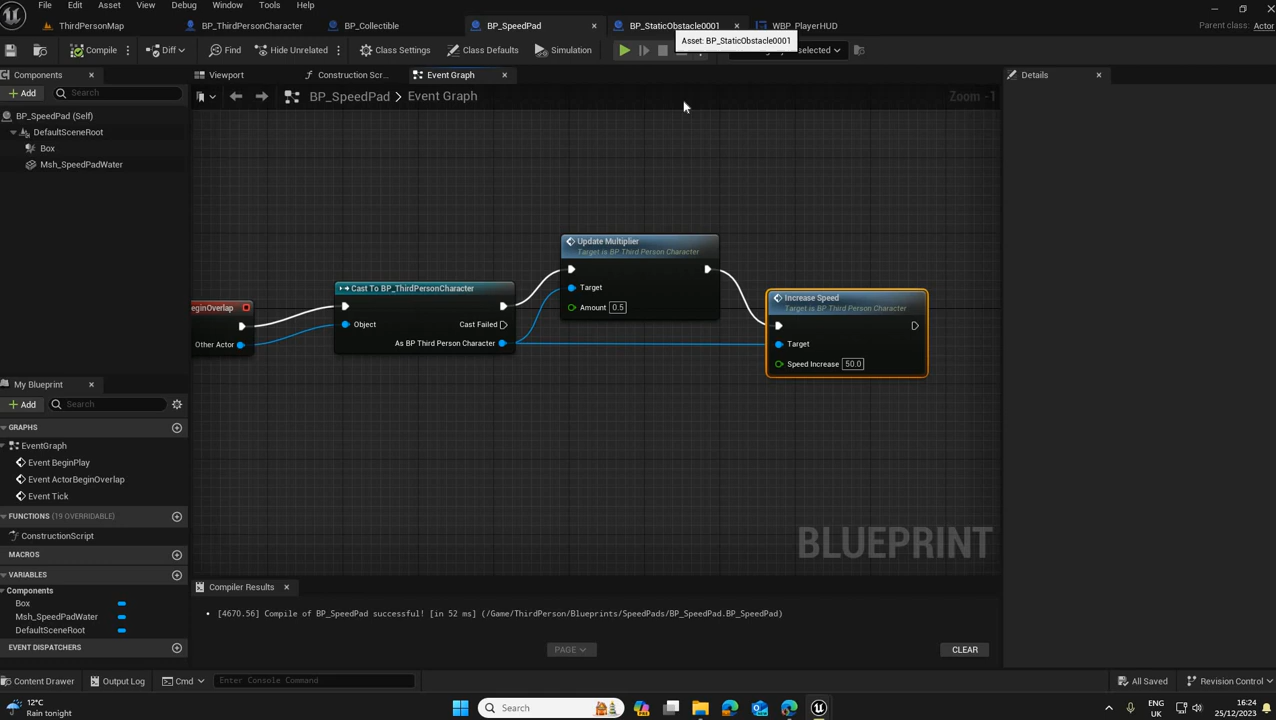 File Edit Asset View Debug Window Tools Help
Parent class: Actor
ThirdPersonMap BP_ThirdPersonCharacter BP_Collectible BP_SpeedPad BP_StaticObstacle0001 WBP_PlayerHUD
Asset: BP_StaticObstacle0001
Compile Diff Find Hide Unrelated Class Settings Class Defaults Simulation selected
Components Viewport Construction Scr... Event Graph Details
Add Search
BP_SpeedPad > Event Graph Zoom -1
BP_SpeedPad (Self)
DefaultSceneRoot
Box
Msh_SpeedPadWater
Update Multiplier
Target is BP Third Person Character
Target
Amount 0.5
Cast To BP_ThirdPersonCharacter
Object
Cast Failed
As BP Third Person Character
eginOverlap
Other Actor
Increase Speed
Target is BP Third Person Character
Target
Speed Increase 50.0
My Blueprint
Add Search
GRAPHS
EventGraph
Event BeginPlay
Event ActorBeginOverlap
Event Tick
FUNCTIONS (19 OVERRIDABLE)
ConstructionScript
MACROS
VARIABLES
Components
Box
Msh_SpeedPadWater
DefaultSceneRoot
EVENT DISPATCHERS
BLUEPRINT
Compiler Results
[4670.56] Compile of BP_SpeedPad successful! [in 52 ms] (/Game/ThirdPerson/Blueprints/SpeedPads/BP_SpeedPad.BP_SpeedPad)
PAGE CLEAR
Content Drawer Output Log Cmd Enter Console Command All Saved Revision Control
12°C
Rain tonight
Search
ENG
UK
16:24
25/12/2023